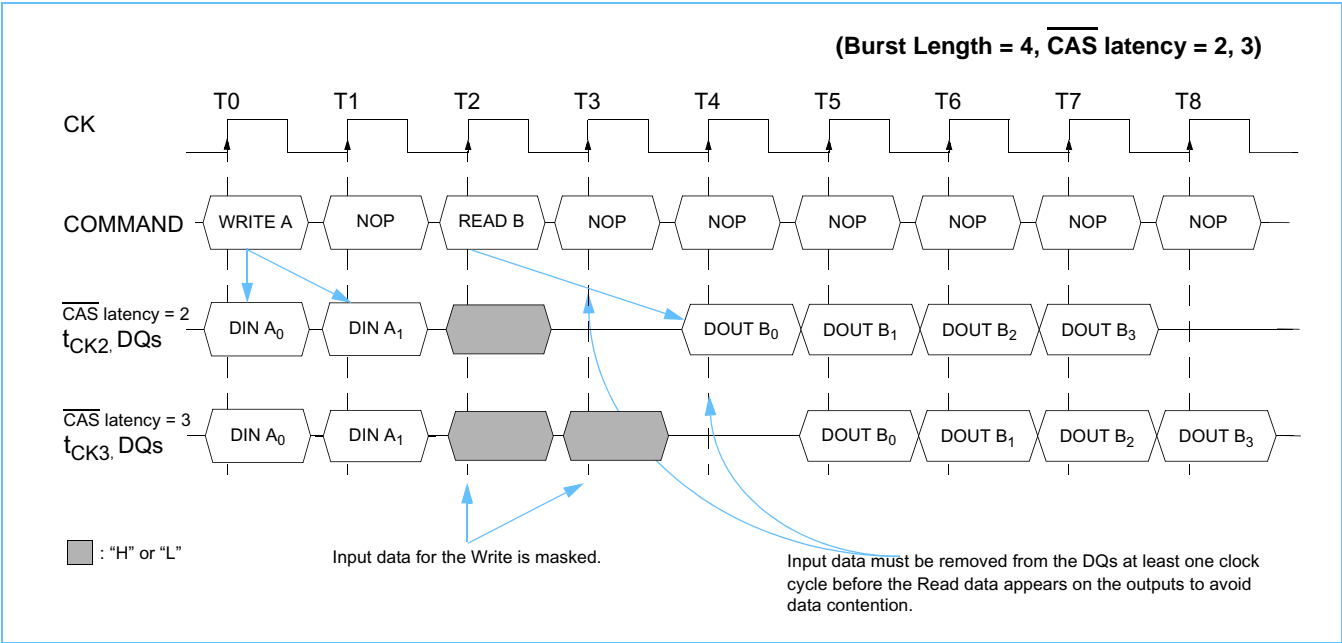 (Burst Length = 4, CAS latency = 2, 3)
T0 T1 T2 T3 T4 T5 T6 T7 T8
CK
COMMAND WRITE A NOP READ B NOP NOP NOP NOP NOP NOP
CAS latency = 2
tCK2, DQs DIN A0 DIN A1 DOUT B0 DOUT B1 DOUT B2 DOUT B3
CAS latency = 3
tCK3, DQs DIN A0 DIN A1 DOUT B0 DOUT B1 DOUT B2 DOUT B3
: “H” or “L”
Input data for the Write is masked.
Input data must be removed from the DQs at least one clock
cycle before the Read data appears on the outputs to avoid
data contention.